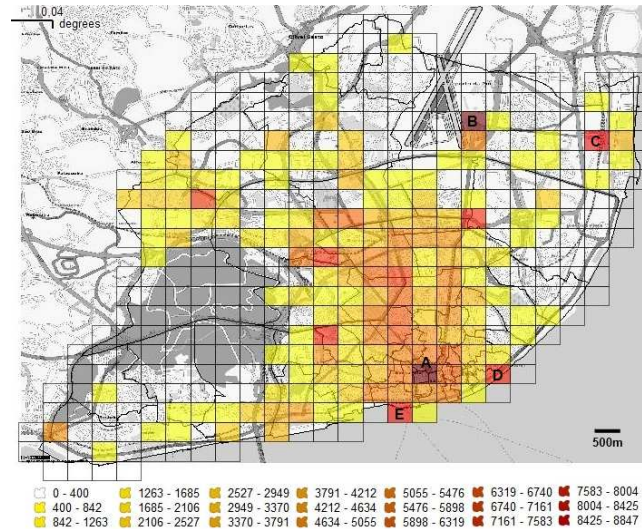 0.04
degrees
B
C
A
D
E
500m
0 - 400 1263 - 1685 2527 - 2949 3791 - 4212 5055 - 5476 6319 - 6740 7583 - 8004
400 - 842 1685 - 2106 2949 - 3370 4212 - 4634 5476 - 5898 6740 - 7161 8004 - 8425
842 - 1263 2106 - 2527 3370 - 3791 4634 - 5055 5898 - 6319 7161 - 7583 8425 - 8847